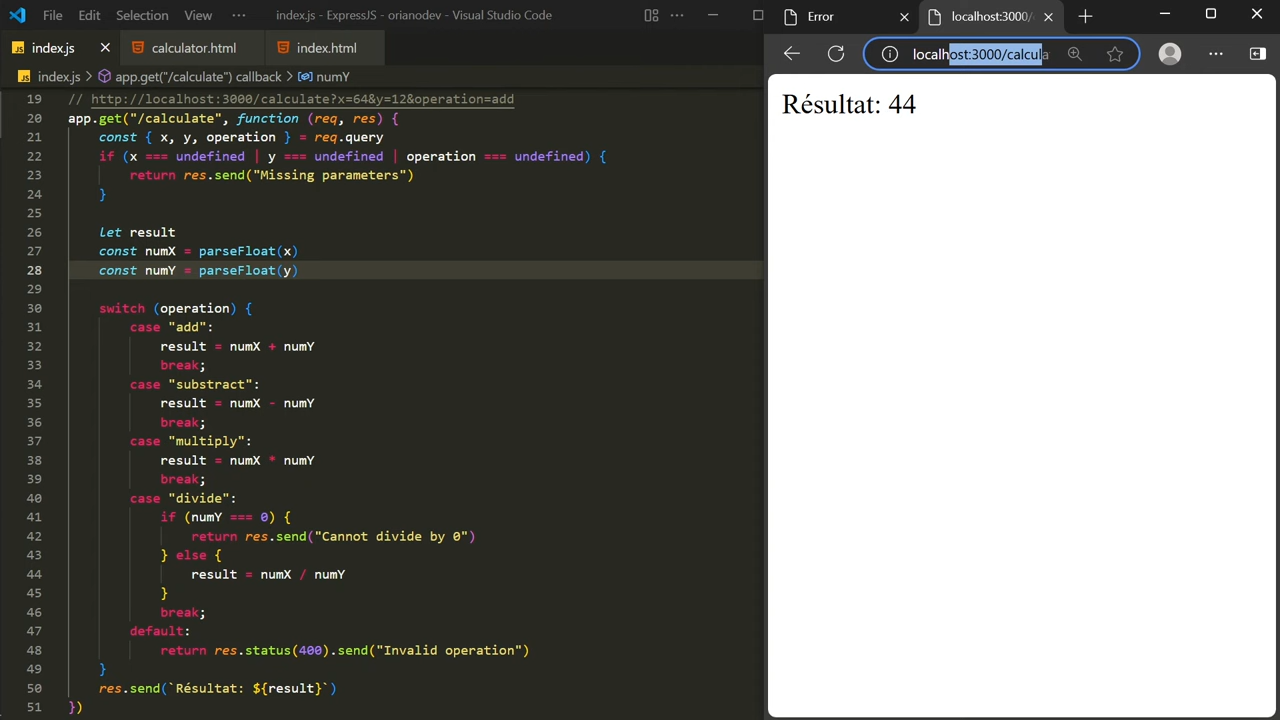 File Edit Selection View ··· index.js - ExpressJS - orianodev - Visual Studio Code
index.js calculator.html index.html
index.js > app.get("/calculate") callback > numY
19 // http://localhost:3000/calculate?x=64&y=12&operation=add
20 app.get("/calculate", function (req, res) {
21 const { x, y, operation } = req.query
22 if (x === undefined | y === undefined | operation === undefined) {
23 return res.send("Missing parameters")
24 }
25
26 let result
27 const numX = parseFloat(x)
28 const numY = parseFloat(y)
29
30 switch (operation) {
31 case "add":
32 result = numX + numY
33 break;
34 case "substract":
35 result = numX - numY
36 break;
37 case "multiply":
38 result = numX * numY
39 break;
40 case "divide":
41 if (numY === 0) {
42 return res.send("Cannot divide by 0")
43 } else {
44 result = numX / numY
45 }
46 break;
47 default:
48 return res.status(400).send("Invalid operation")
49 }
50 res.send(`Résultat: ${result}`)
51 })
Error localhost:3000/
localhost:3000/calcula
Résultat: 44